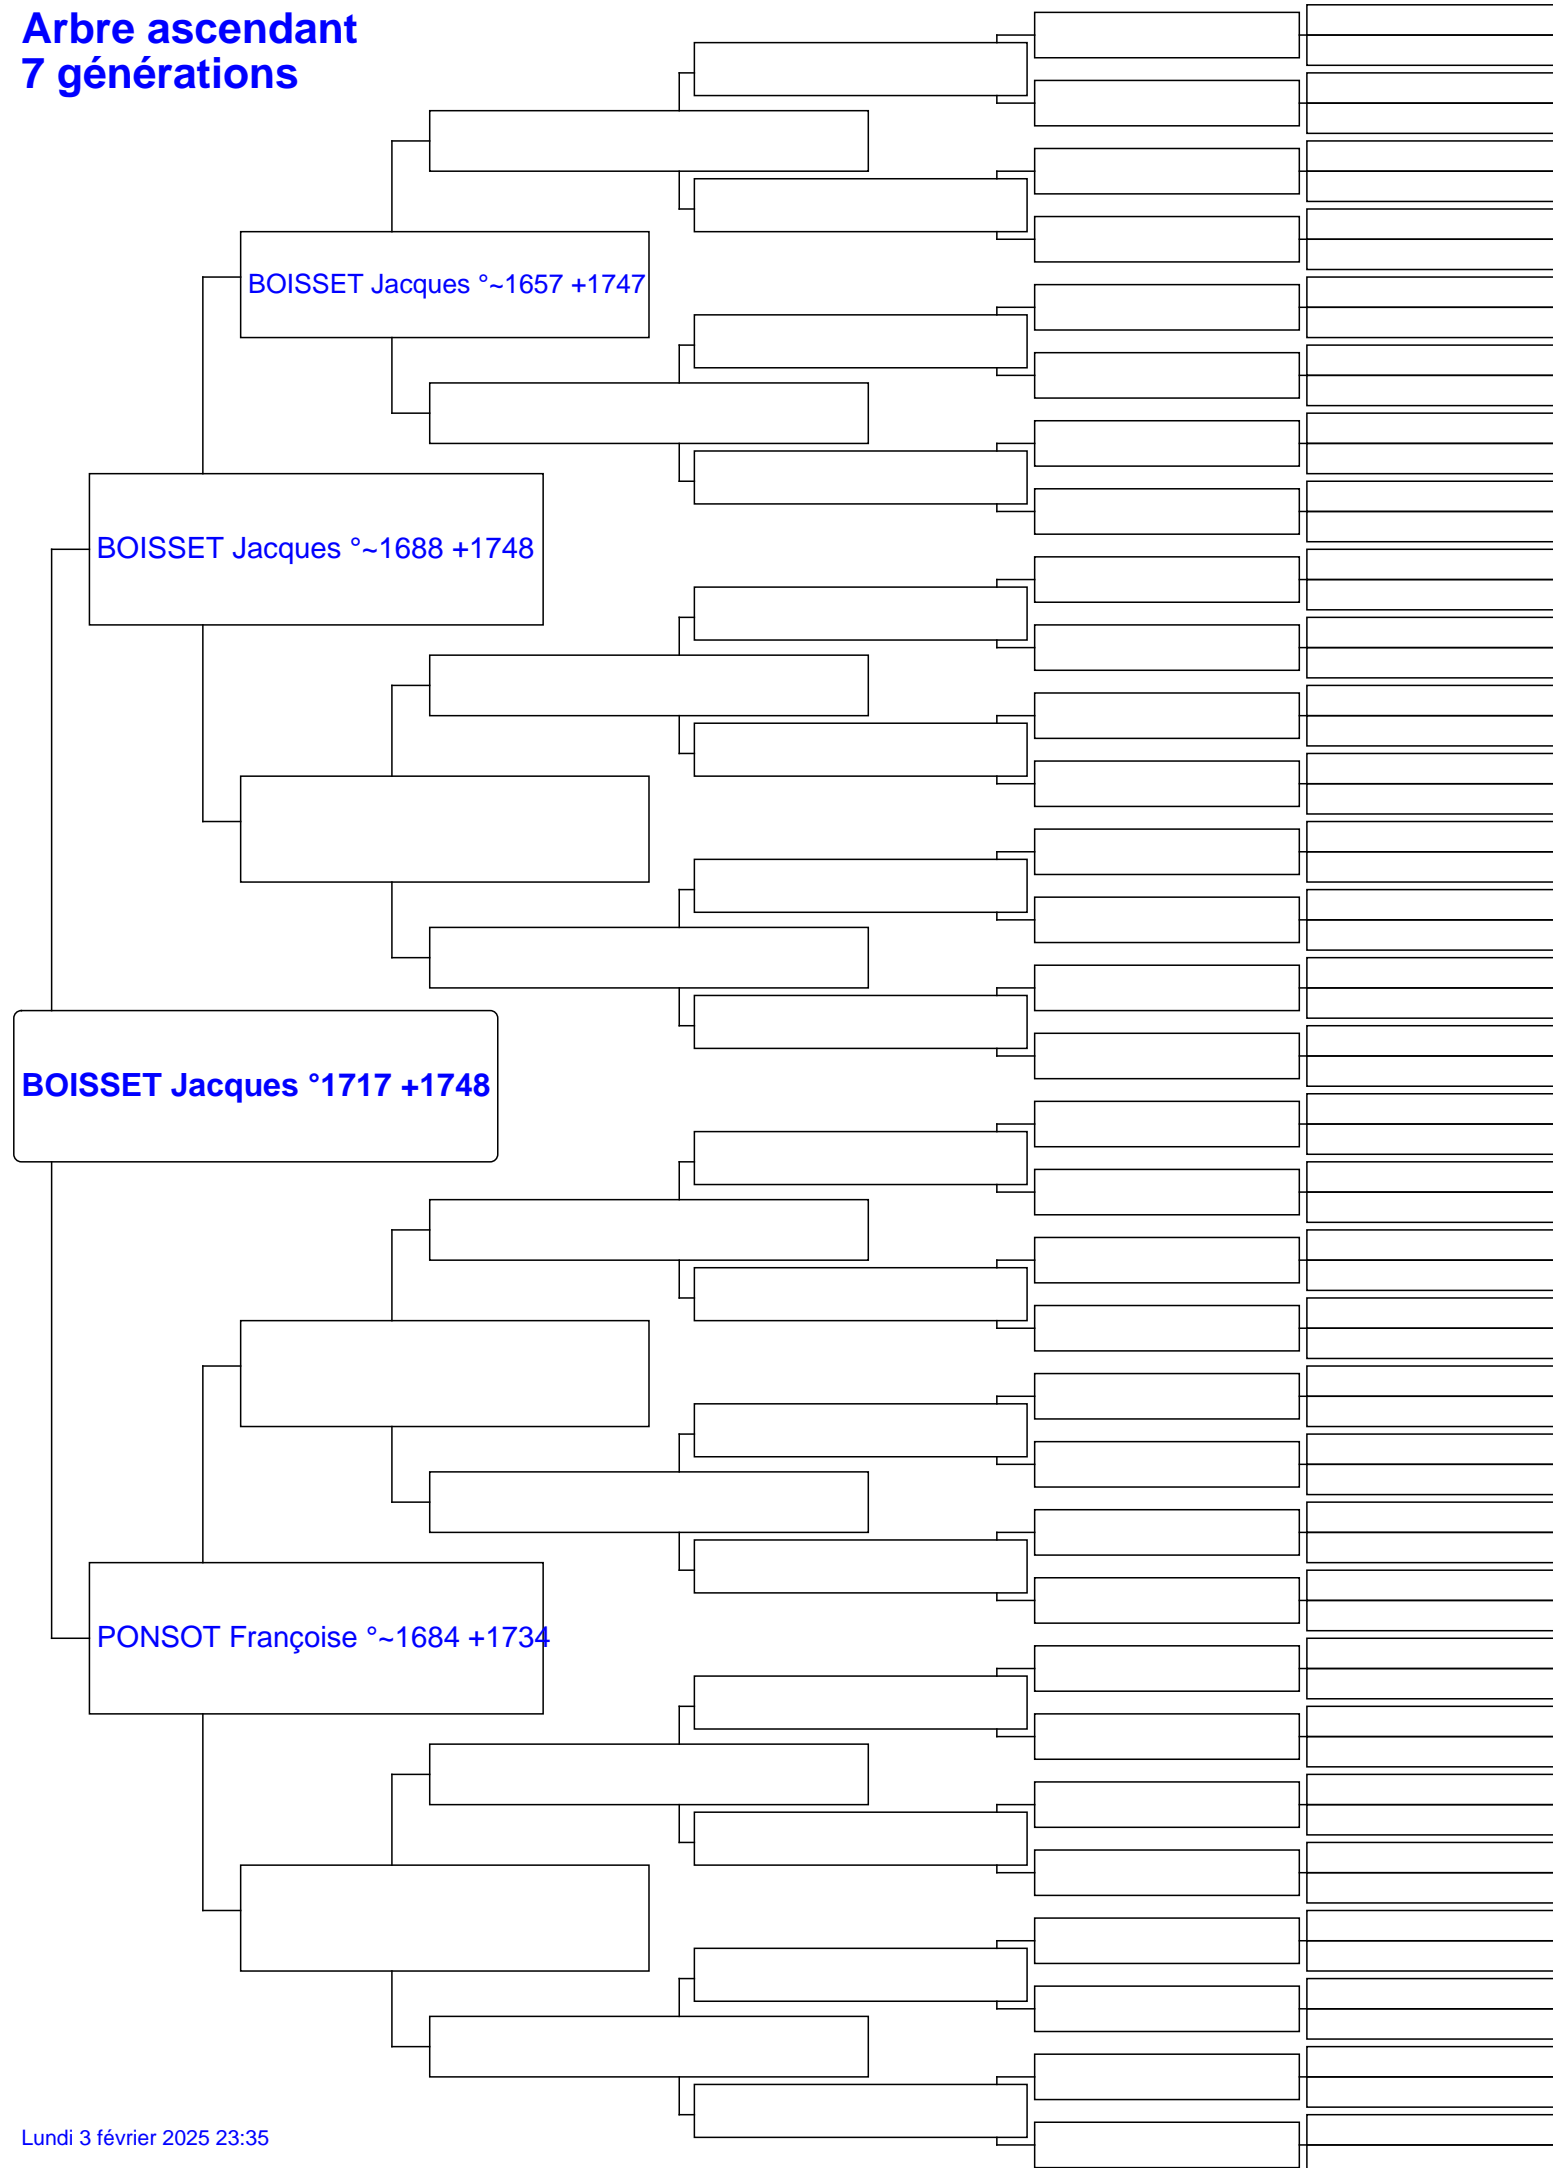 Arbre ascendant
7 générations
BOISSET Jacques °~1657 +1747
BOISSET Jacques °~1688 +1748
BOISSET Jacques °1717 +1748
PONSOT Françoise °~1684 +1734
Lundi 3 février 2025 23:35